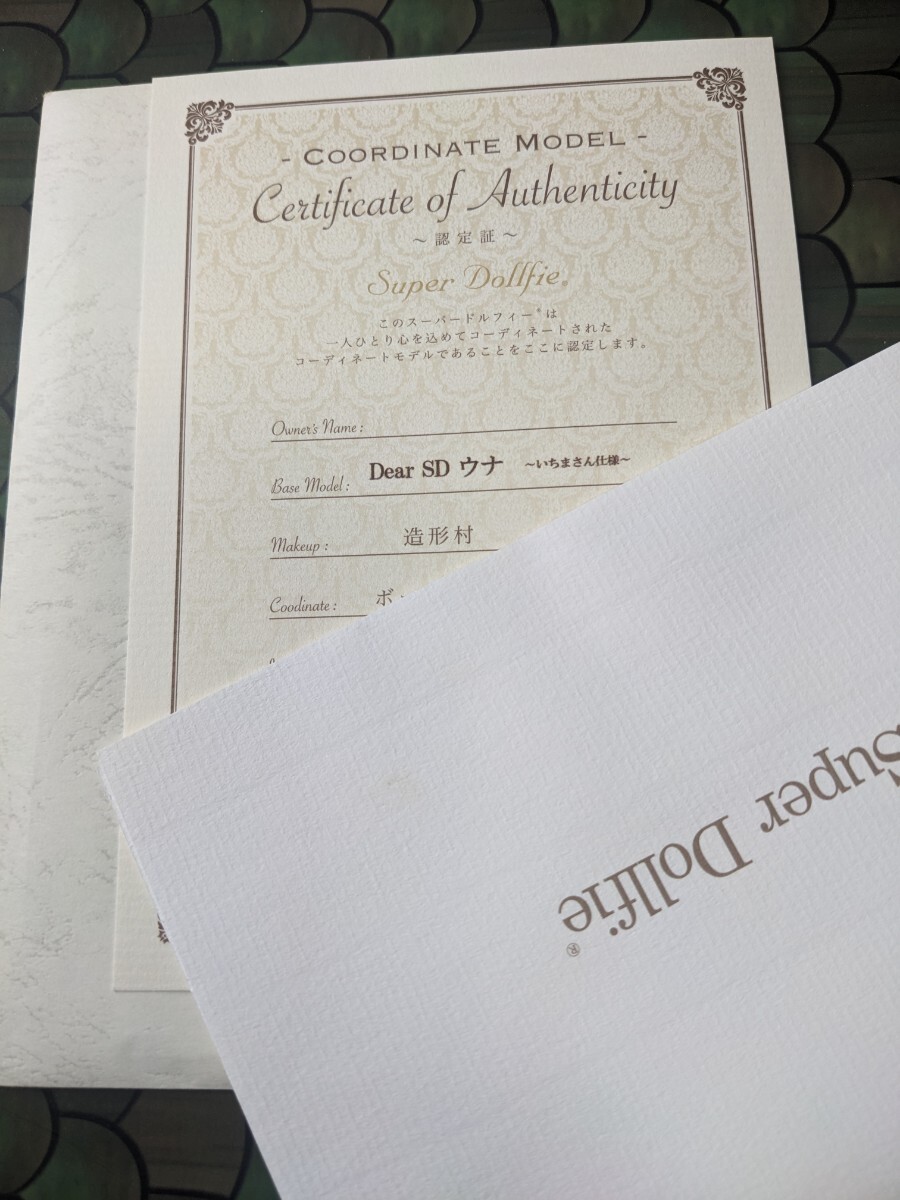 - COORDINATE MODEL -
Certificate of Authenticity
～認定証～
Super Dollfie®
このスーパードルフィー®は
一人ひとり心を込めてコーディネートされた
コーディネートモデルであることをここに認定します。
Owner's Name :
Base Model : Dear SD ウナ ～いちまさん仕様～
Makeup : 造形村
Coodinate : ボ
Super Dollfie®